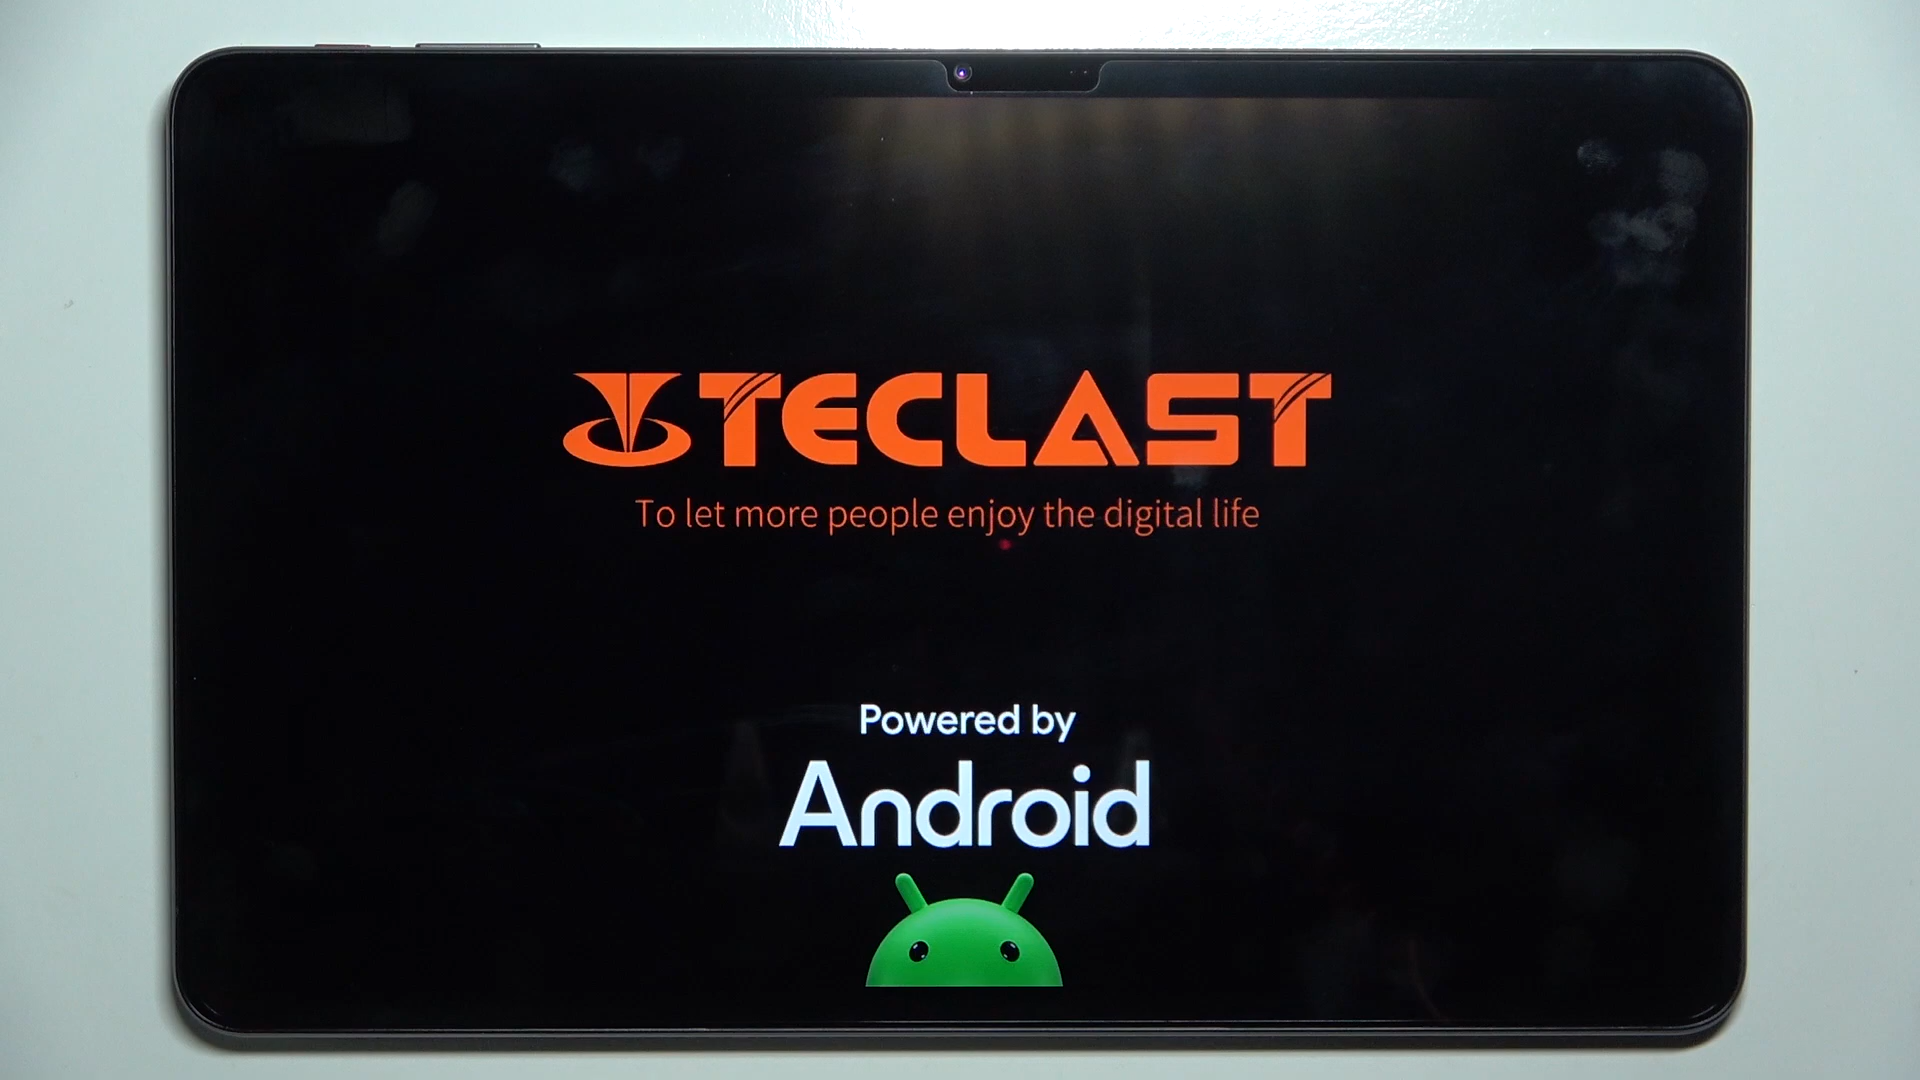 TECLAST
To let more people enjoy the digital life
Powered by
Android